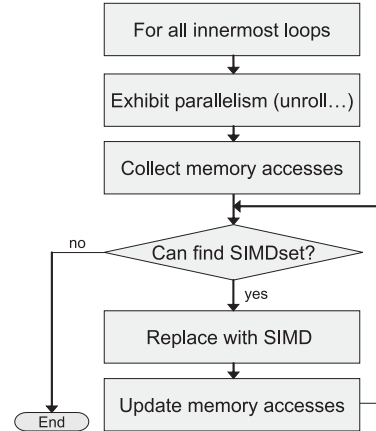 For all innermost loops
Exhibit parallelism (unroll…)
Collect memory accesses
no
Can find SIMDset?
yes
Replace with SIMD
Update memory accesses
End